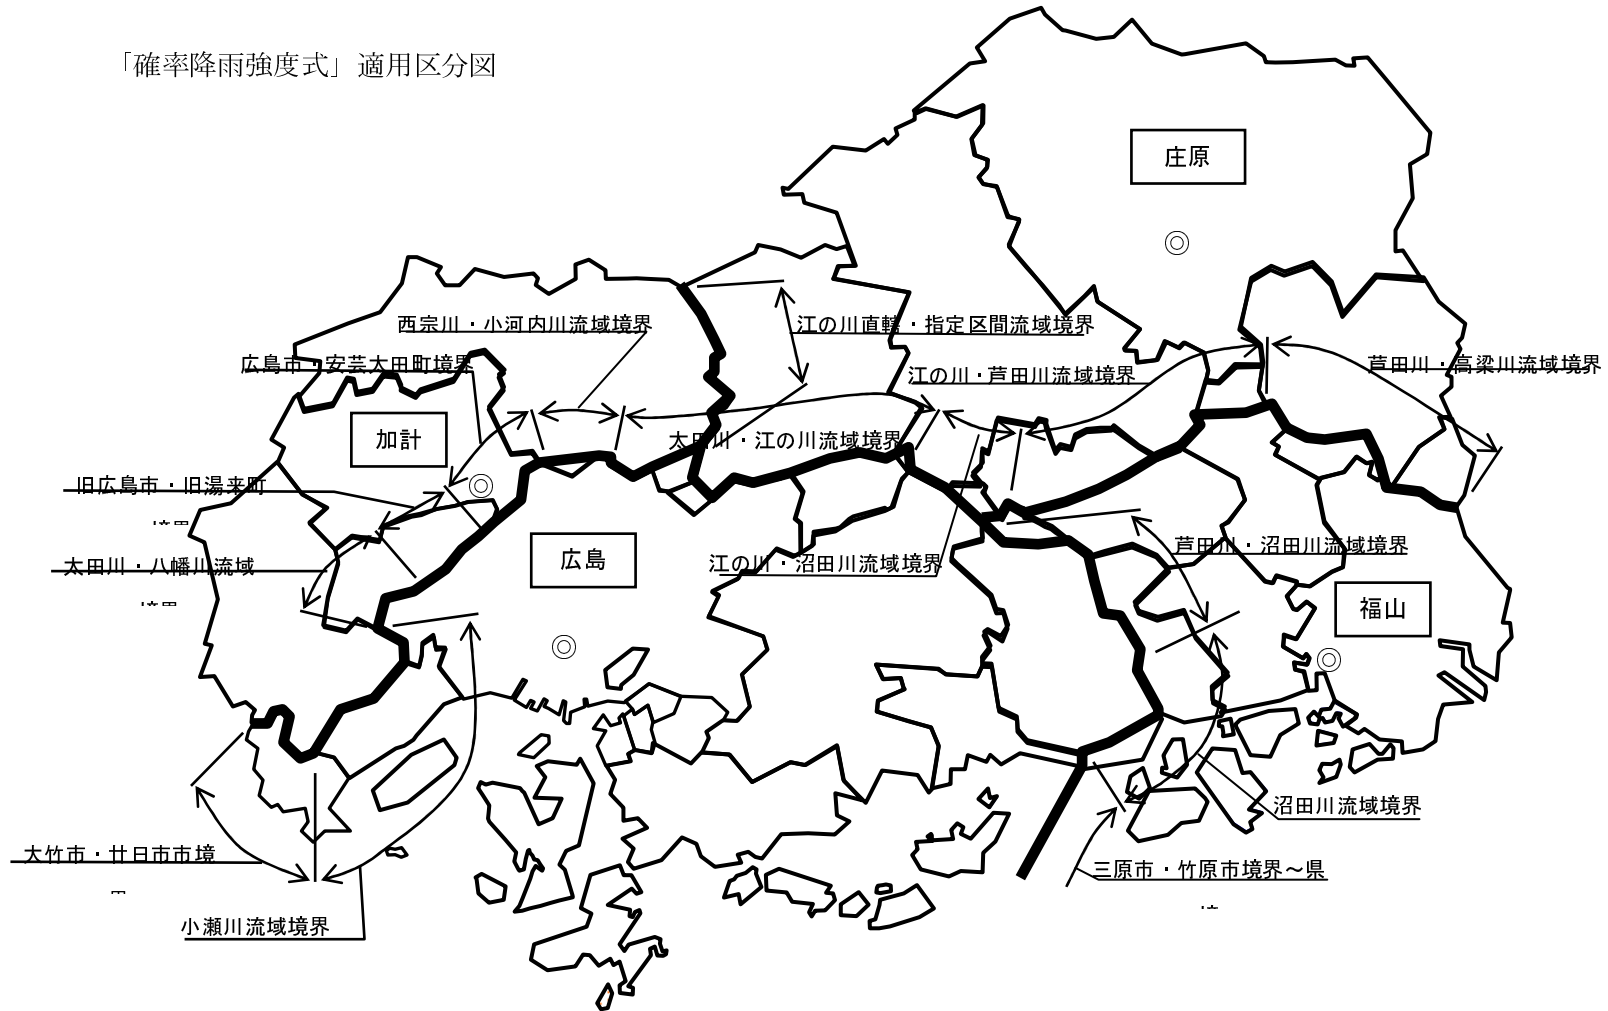 「確率降雨強度式」適用区分図
庄原
西宗川・小河内川流域境界
江の川直轄・指定区間流域境界
広島市・安芸太田町境界
江の川・芦田川流域境界
芦田川・高梁川流域境界
加計
太田川・江の川流域境界
旧広島市・旧湯来町
境界
広島
江の川・沼田川流域境界
芦田川・沼田川流域境界
太田川・八幡川流域
境界
福山
沼田川流域境界
大竹市・廿日市市境
界
三原市・竹原市境界～県
小瀬川流域境界